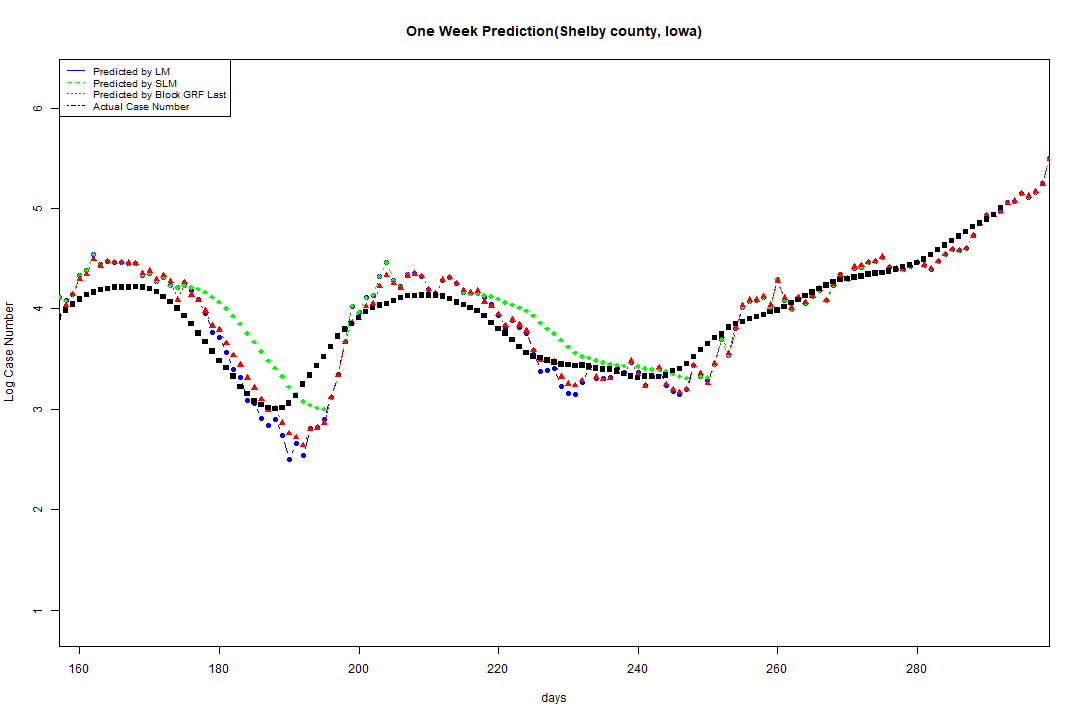 One Week Prediction(Shelby county, Iowa)
Predicted by LM
Predicted by SLM
Predicted by Block GRF Last
Actual Case Number
6
5
4
3
2
1
Log Case Number
160 180 200 220 240 260 280
days